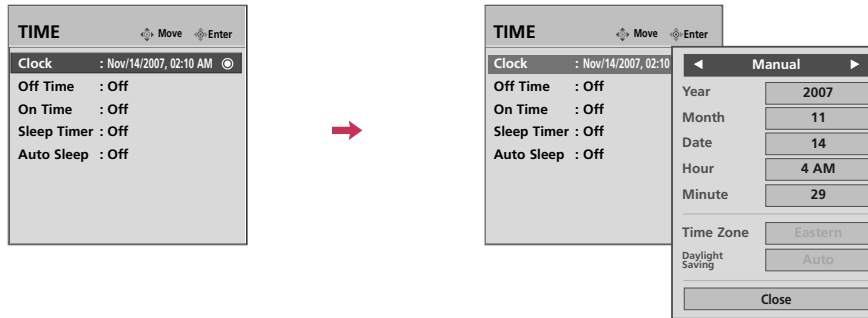 TIME Move Enter
Clock : Nov/14/2007, 02:10 AM
Off Time : Off
On Time : Off
Sleep Timer : Off
Auto Sleep : Off
TIME Move Enter
Clock : Nov/14/2007, 02:10
Off Time : Off
On Time : Off
Sleep Timer : Off
Auto Sleep : Off
Manual
Year 2007
Month 11
Date 14
Hour 4 AM
Minute 29
Time Zone Eastern
Daylight
Saving Auto
Close